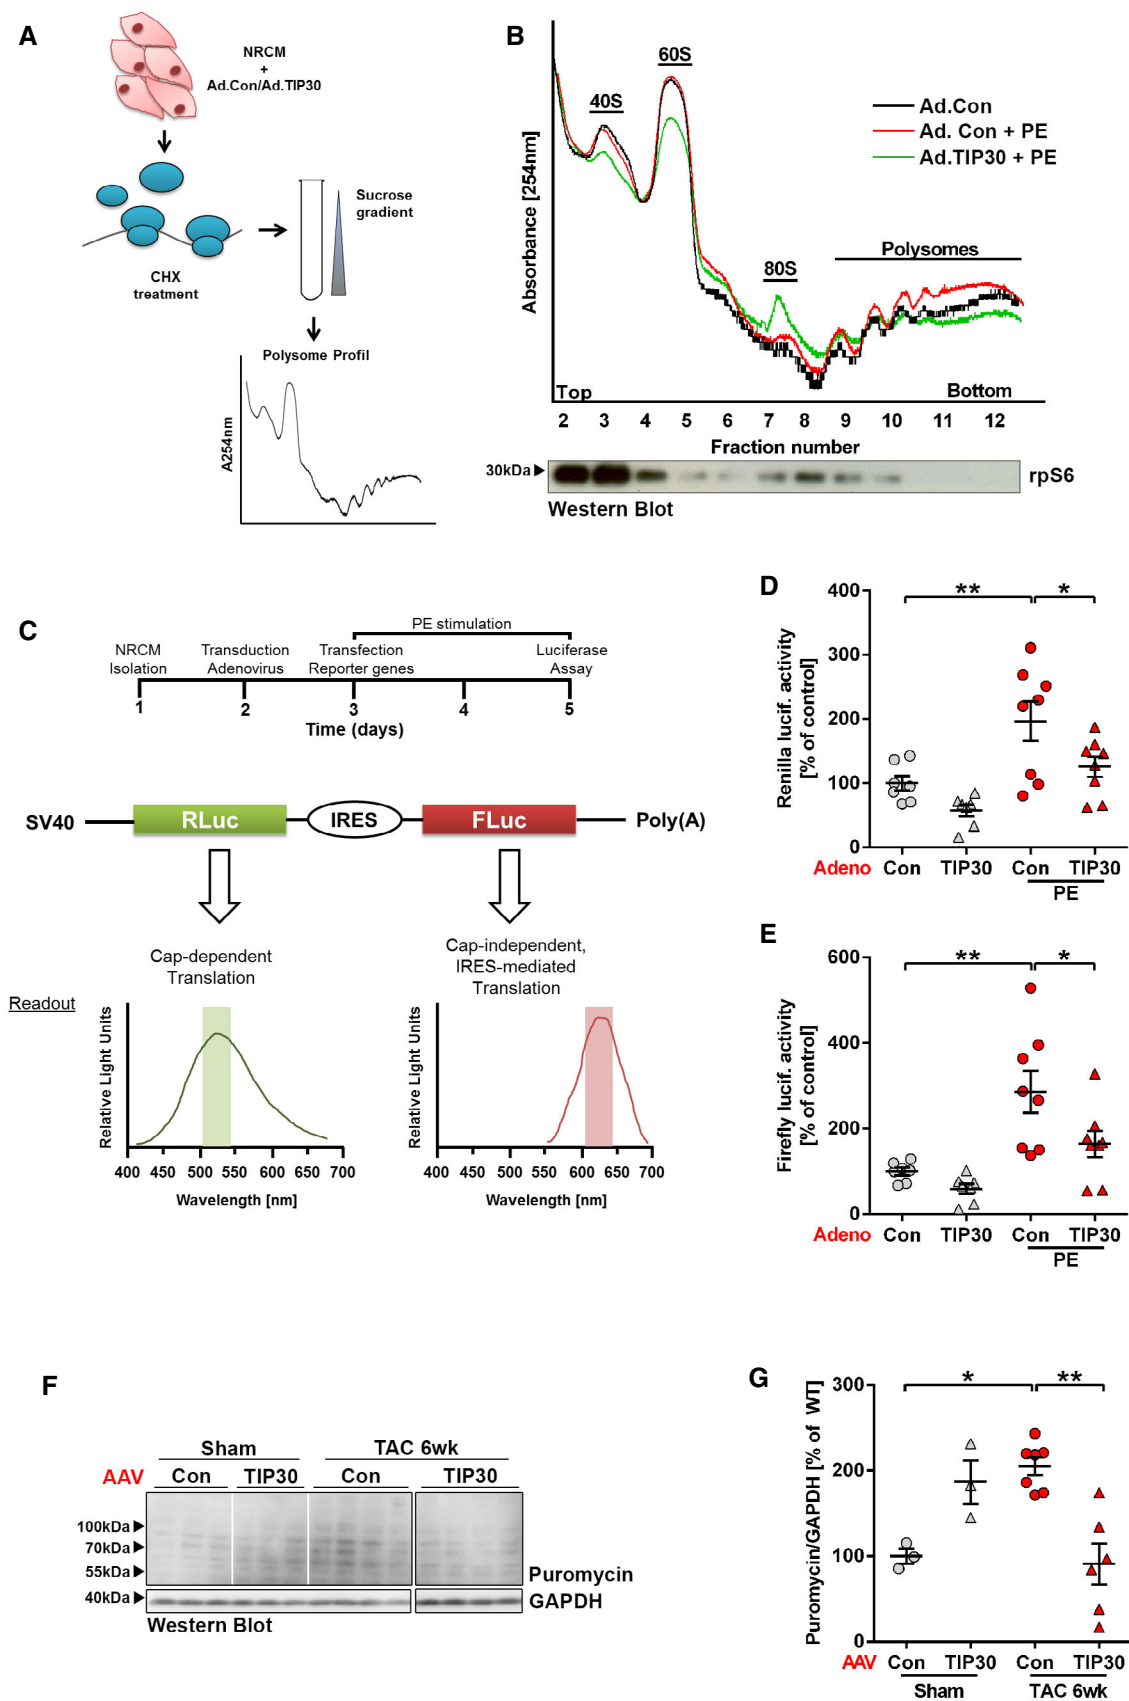 A
NRCM
+
Ad.Con/Ad.TIP30
CHX
treatment
Sucrose
gradient
Polysome Profil
A254nm
B
Absorbance [254nm]
40S
60S
80S
Polysomes
Ad.Con
Ad. Con + PE
Ad.TIP30 + PE
Top
Bottom
2 3 4 5 6 7 8 9 10 11 12
Fraction number
30kDa
rpS6
Western Blot
C
PE stimulation
NRCM
Isolation
Transduction
Adenovirus
Transfection
Reporter genes
Luciferase
Assay
1 2 3 4 5
Time (days)
SV40
RLuc
IRES
FLuc
Poly(A)
Cap-dependent
Translation
Cap-independent,
IRES-mediated
Translation
Readout
Relative Light Units
400 450 500 550 600 650 700
Wavelength [nm]
Relative Light Units
400 450 500 550 600 650 700
Wavelength [nm]
D
Renilla lucif. activity
[% of control]
400
300
200
100
0
** *
Adeno Con TIP30 Con TIP30
PE
E
Firefly lucif. activity
[% of control]
600
400
200
0
** *
Adeno Con TIP30 Con TIP30
PE
F
Sham TAC 6wk
AAV Con TIP30 Con TIP30
100kDa
70kDa
55kDa
40kDa
Puromycin
GAPDH
Western Blot
G
Puromycin/GAPDH [% of WT]
300
200
100
0
* **
AAV Con TIP30 Con TIP30
Sham TAC 6wk